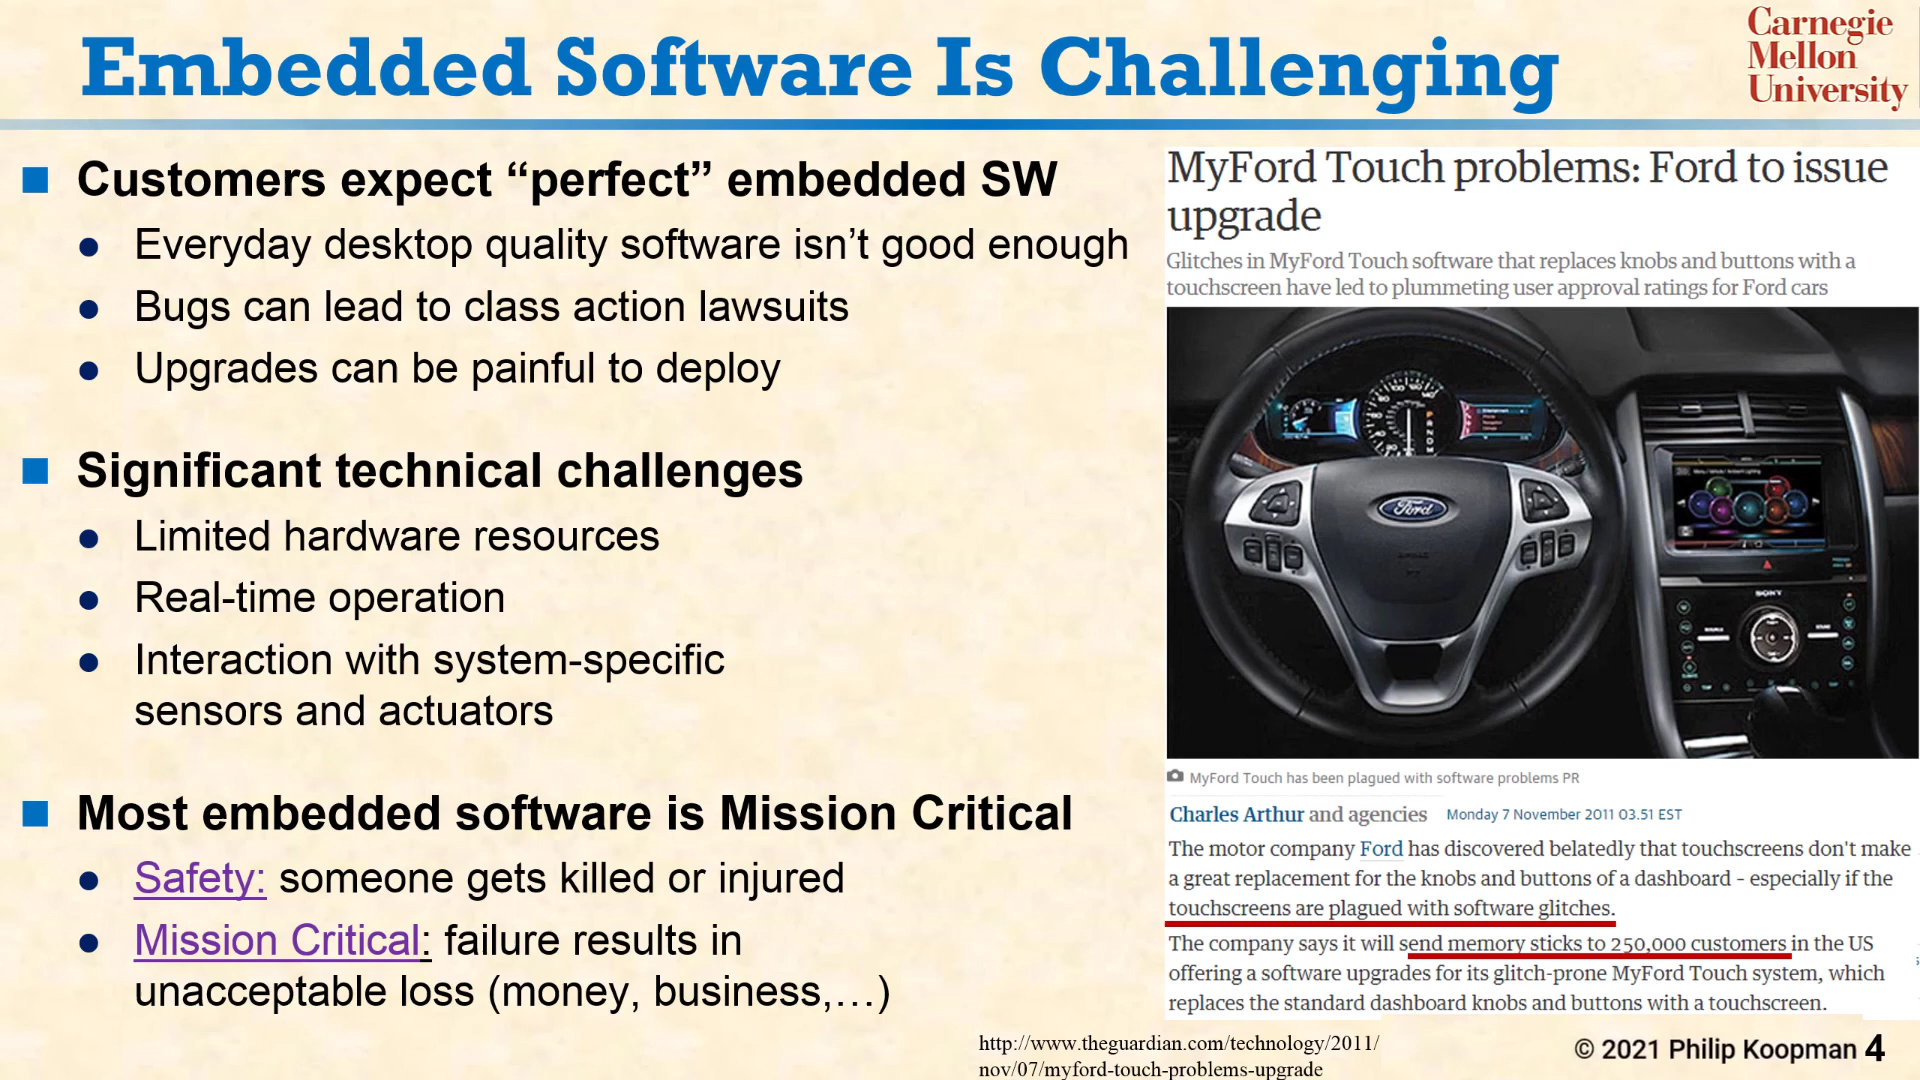 Embedded Software Is Challenging
Carnegie
Mellon
University
Customers expect “perfect” embedded SW
Everyday desktop quality software isn’t good enough
Bugs can lead to class action lawsuits
Upgrades can be painful to deploy
Significant technical challenges
Limited hardware resources
Real-time operation
Interaction with system-specific
sensors and actuators
Most embedded software is Mission Critical
Safety: someone gets killed or injured
Mission Critical: failure results in
unacceptable loss (money, business,…)
MyFord Touch problems: Ford to issue
upgrade
Glitches in MyFord Touch software that replaces knobs and buttons with a
touchscreen have led to plummeting user approval ratings for Ford cars
Ford
SONY
MyFord Touch has been plagued with software problems PR
Charles Arthur and agencies Monday 7 November 2011 03.51 EST
The motor company Ford has discovered belatedly that touchscreens don't make
a great replacement for the knobs and buttons of a dashboard – especially if the
touchscreens are plagued with software glitches.
The company says it will send memory sticks to 250,000 customers in the US
offering a software upgrades for its glitch-prone MyFord Touch system, which
replaces the standard dashboard knobs and buttons with a touchscreen.
http://www.theguardian.com/technology/2011/
nov/07/myford-touch-problems-upgrade
© 2021 Philip Koopman 4